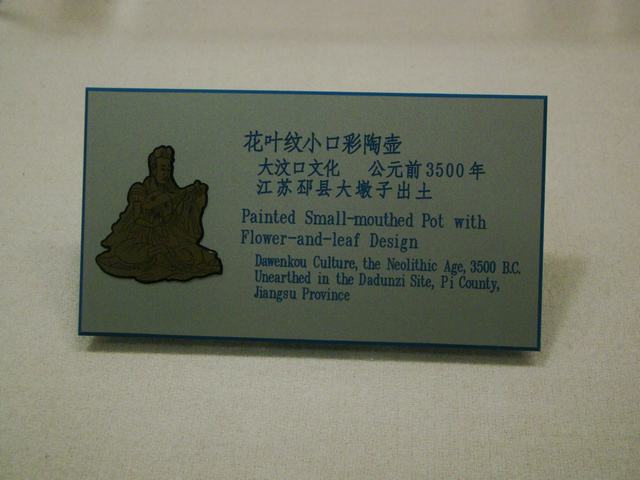 花叶纹小口彩陶壶
大汶口文化 公元前3500年
江苏邳县大墩子出土
Painted Small-mouthed Pot with
Flower-and-leaf Design
Dawenkou Culture, the Neolithic Age, 3500 B.C.
Unearthed in the Dadunzi Site, Pi County,
Jiangsu Province